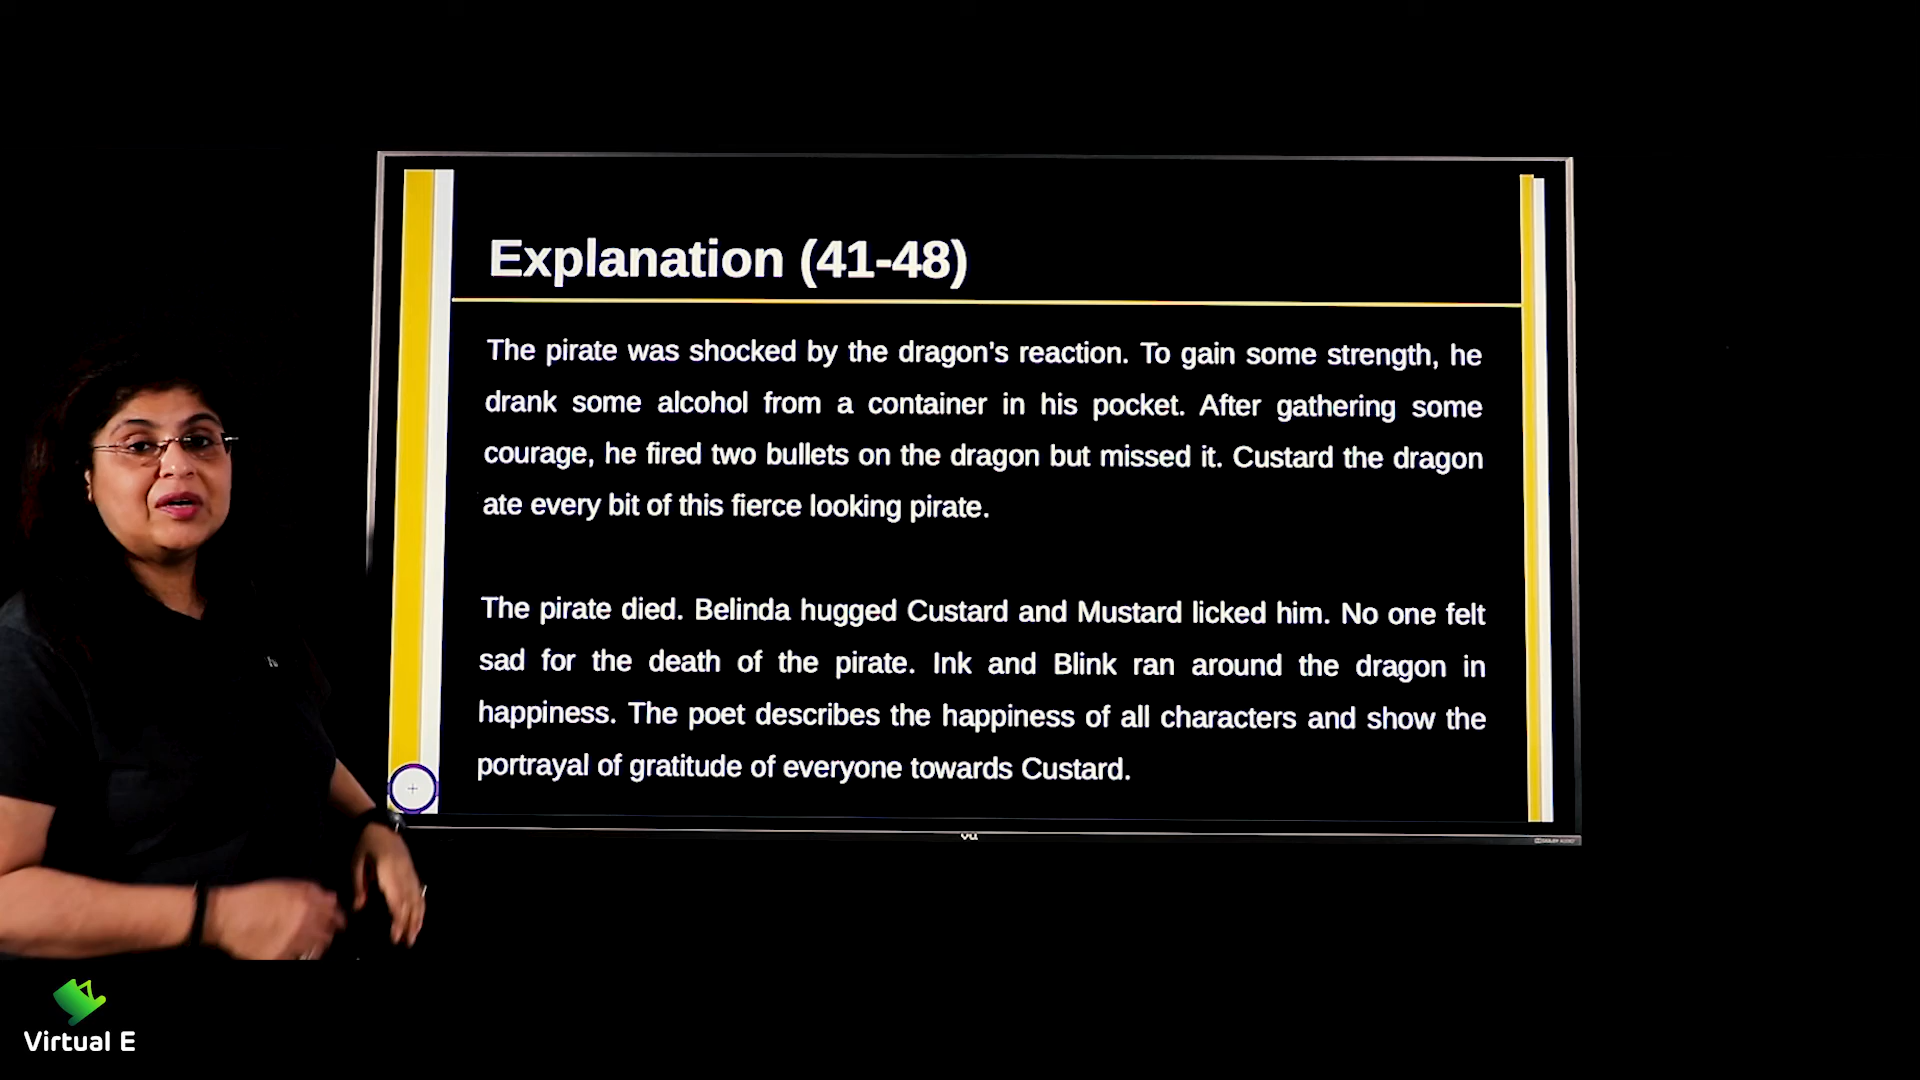 Explanation (41-48)
The pirate was shocked by the dragon's reaction. To gain some strength, he
drank some alcohol from a container in his pocket. After gathering some
courage, he fired two bullets on the dragon but missed it. Custard the dragon
ate every bit of this fierce looking pirate.
The pirate died. Belinda hugged Custard and Mustard licked him. No one felt
sad for the death of the pirate. Ink and Blink ran around the dragon in
happiness. The poet describes the happiness of all characters and show the
portrayal of gratitude of everyone towards Custard.
Vu
Virtual E